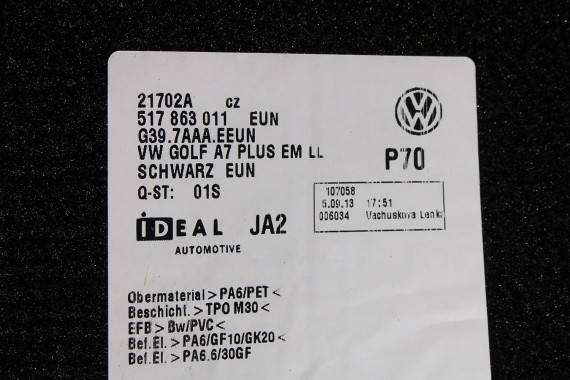 21702A CZ
517 863 011 EUN
G39.7AAA.EEUN
VW GOLF A7 PLUS EM LL
SCHWARZ EUN
Q-ST: 01S
P70
107058
5.09.13 17:51
006034 Vachuskova Lenka
IDEAL JA2
AUTOMOTIVE
Obermaterial >PA6/PET<
Beschicht. >TPO M30<
EFB >Bw/PVC<
Bef.El. >PA6/GF10/GK20<
Bef.El. >PA6.6/30GF